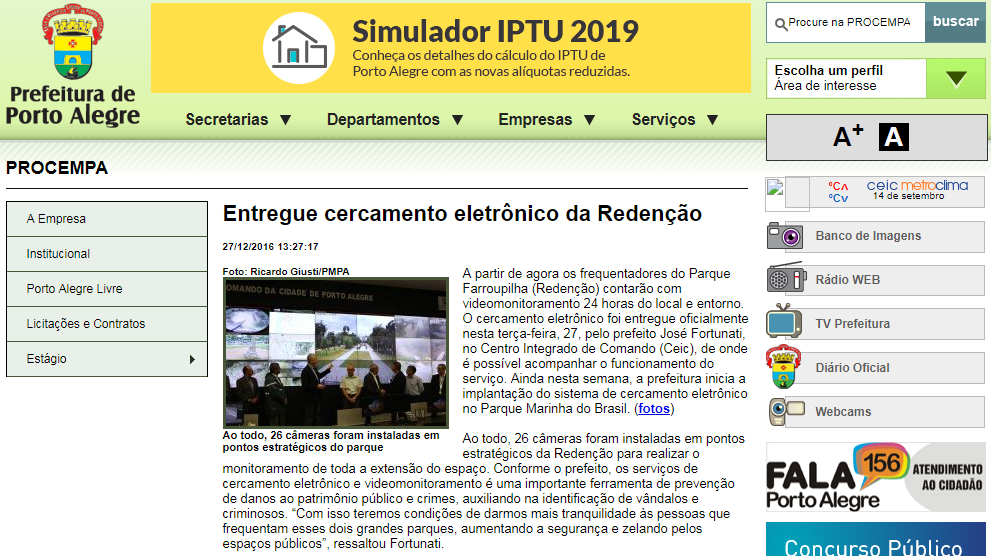 Prefeitura de
Porto Alegre
Simulador IPTU 2019
Conheça os detalhes do cálculo do IPTU de
Porto Alegre com as novas alíquotas reduzidas.
Procure na PROCEMPA
buscar
Escolha um perfil
Área de interesse
Secretarias ▼
Departamentos ▼
Empresas ▼
Serviços ▼
A+ A
PROCEMPA
A Empresa
Institucional
Porto Alegre Livre
Licitações e Contratos
Estágio
Entregue cercamento eletrônico da Redenção
27/12/2016 13:27:17
Foto: Ricardo Giusti/PMPA
COMANDO DA CIDADE DE PORTO ALEGRE
Ao todo, 26 câmeras foram instaladas em
pontos estratégicos do parque
A partir de agora os frequentadores do Parque
Farroupilha (Redenção) contarão com
videomonitoramento 24 horas do local e entorno.
O cercamento eletrônico foi entregue oficialmente
nesta terça-feira, 27, pelo prefeito José Fortunati,
no Centro Integrado de Comando (Ceic), de onde
é possível acompanhar o funcionamento do
serviço. Ainda nesta semana, a prefeitura inicia a
implantação do sistema de cercamento eletrônico
no Parque Marinha do Brasil. (fotos)
Ao todo, 26 câmeras foram instaladas em pontos
estratégicos da Redenção para realizar o
monitoramento de toda a extensão do espaço. Conforme o prefeito, os serviços de
cercamento eletrônico e videomonitoramento é uma importante ferramenta de prevenção
de danos ao patrimônio público e crimes, auxiliando na identificação de vândalos e
criminosos. “Com isso teremos condições de darmos mais tranquilidade às pessoas que
frequentam esses dois grandes parques, aumentando a segurança e zelando pelos
espaços públicos”, ressaltou Fortunati.
°C˄
°C˅
ceic metroclima
14 de setembro
Banco de Imagens
Rádio WEB
TV Prefeitura
Diário Oficial
Webcams
FALA 156
Porto Alegre
ATENDIMENTO
AO CIDADÃO
Concurso Público